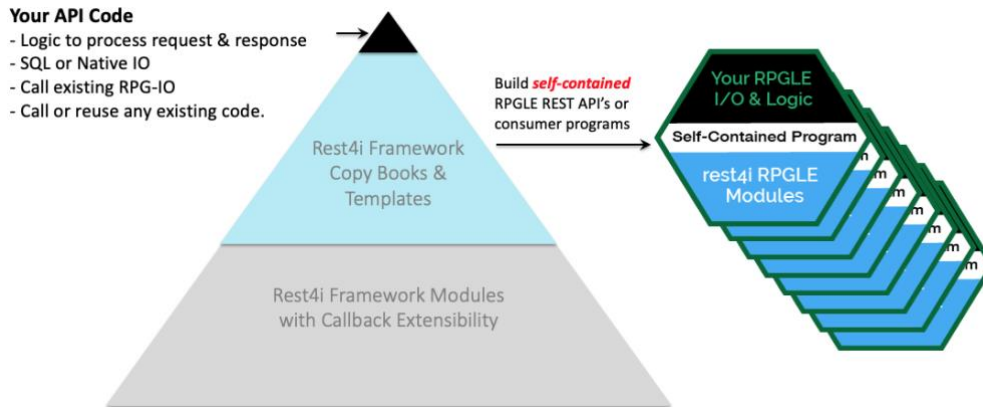 Your API Code
- Logic to process request & response
- SQL or Native IO
- Call existing RPG-IO
- Call or reuse any existing code.
Rest4i Framework
Copy Books &
Templates
Rest4i Framework Modules
with Callback Extensibility
Build self-contained
RPGLE REST API's or
consumer programs
Your RPGLE
I/O & Logic
Self-Contained Program
rest4i RPGLE
Modules
m
m
m
m
m
m